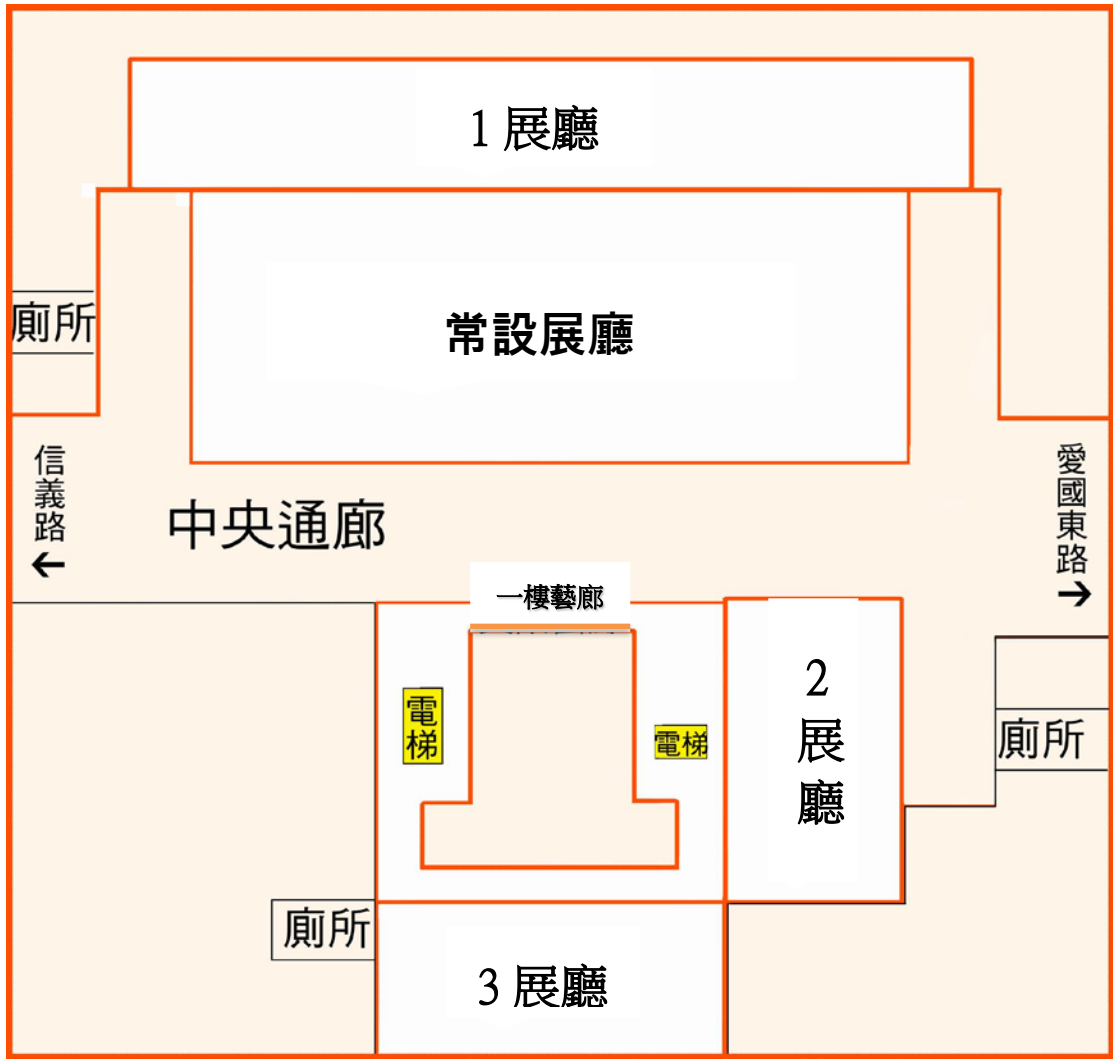 1 展廳
常設展廳
廁所
信義路
←
愛國東路
→
中央通廊
一樓藝廊
電梯
電梯
2展廳
廁所
廁所
3 展廳